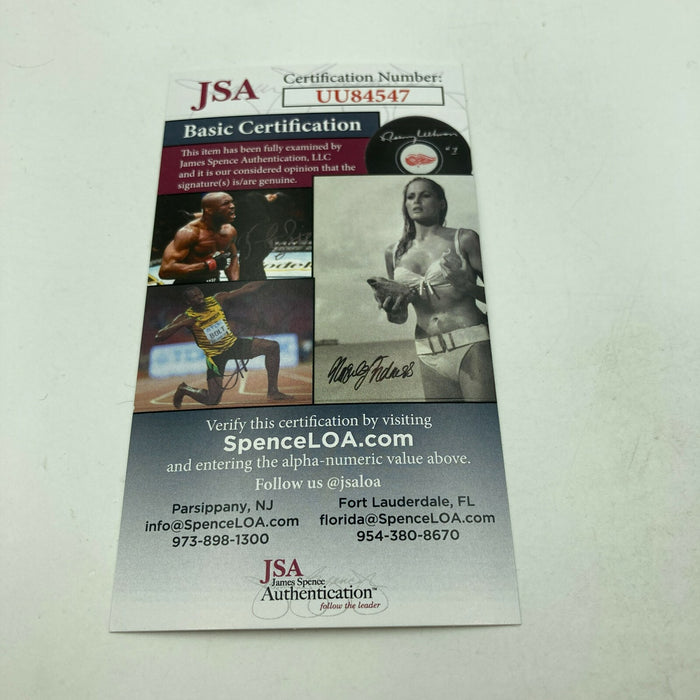 JSA
Certification Number:
UU84547
Basic Certification
This item has been fully examined by
James Spence Authentication, LLC
and it is our considered opinion that the
signature(s) is/are genuine.
#7
BOLT
Verify this certification by visiting
SpenceLOA.com
and entering the alpha-numeric value above.
Follow us @jsaloa
Parsippany, NJ
info@SpenceLOA.com
973-898-1300
Fort Lauderdale, FL
florida@SpenceLOA.com
954-380-8670
JSA
James Spence
Authentication™
follow the leader